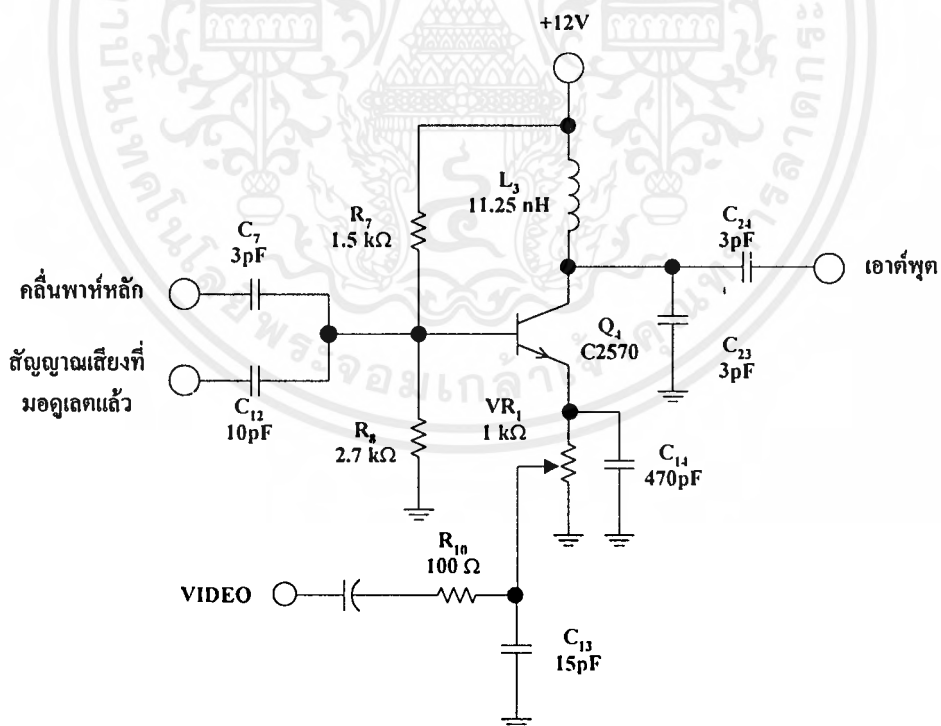 +12V
L3
11.25 nH
R7
1.5 kΩ
C7
3pF
C24
3pF
คลื่นพาห์หลัก
เอาต์พุต
Q4
C2570
C23
3pF
สัญญาณเสียงที่
มอดูเลตแล้ว
C12
10pF
VR1
1 kΩ
R8
2.7 kΩ
C14
470pF
R10
100 Ω
VIDEO
C13
15pF